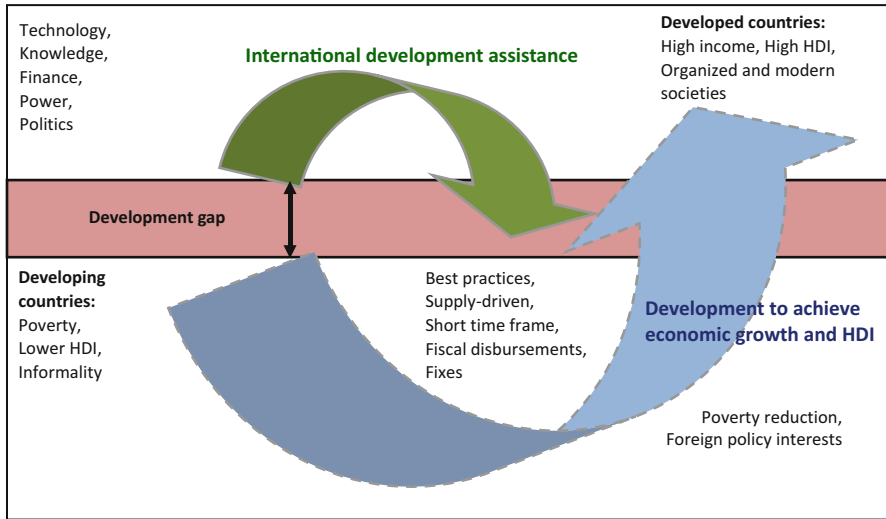 Technology,
Knowledge,
Finance,
Power,
Politics
International development assistance
Developed countries:
High income, High HDI,
Organized and modern
societies
Development gap
Developing
countries:
Poverty,
Lower HDI,
Informality
Best practices,
Supply-driven,
Short time frame,
Fiscal disbursements,
Fixes
Development to achieve
economic growth and HDI
Poverty reduction,
Foreign policy interests